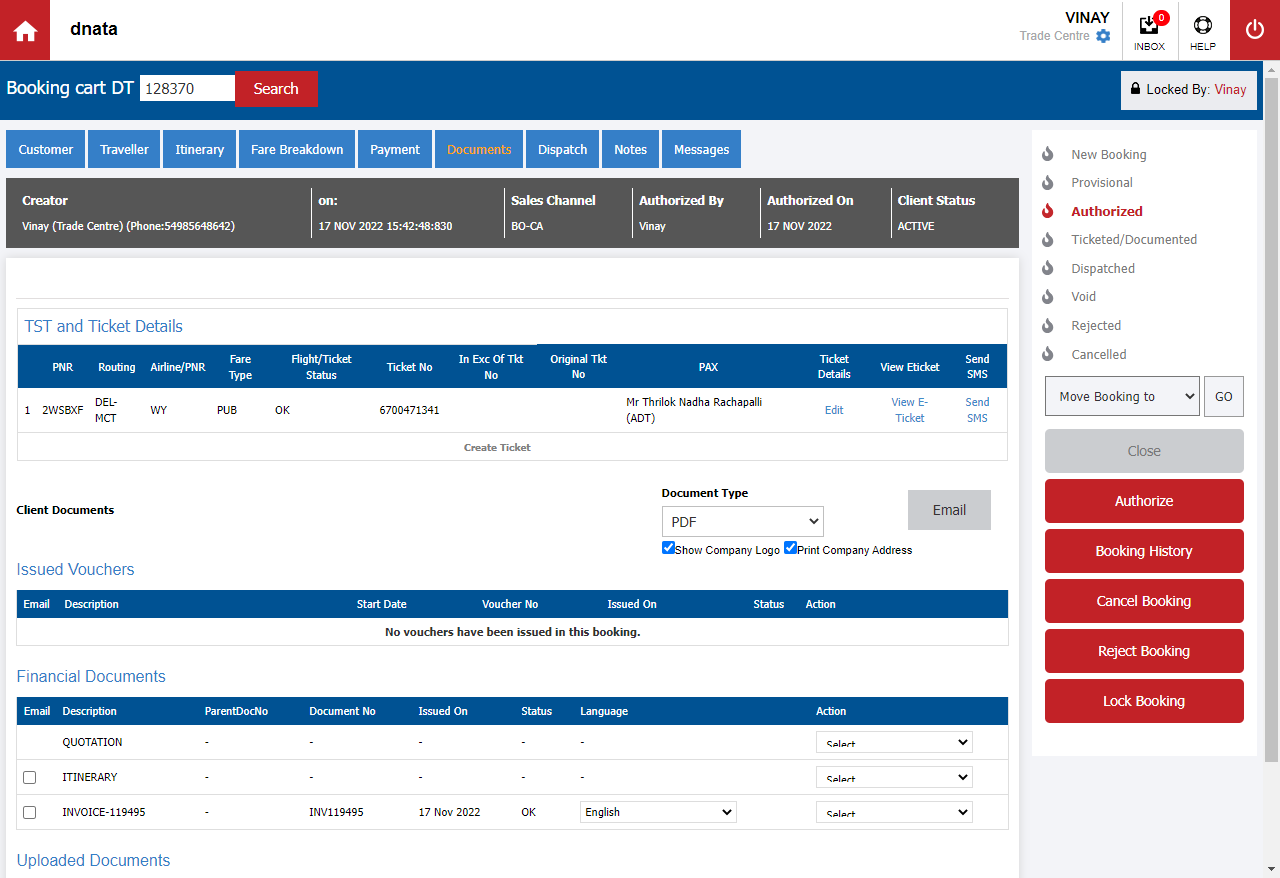 dnata
VINAY
Trade Centre
0
INBOX
HELP
Booking cart DT 128370 Search
Locked By: Vinay
Customer Traveller Itinerary Fare Breakdown Payment Documents Dispatch Notes Messages
Creator on: Sales Channel Authorized By Authorized On Client Status
Vinay (Trade Centre) (Phone:54985648642) 17 NOV 2022 15:42:48:830 BO-CA Vinay 17 NOV 2022 ACTIVE
TST and Ticket Details
PNR Routing Airline/PNR Fare Type Flight/Ticket Status Ticket No In Exc Of Tkt No Original Tkt No PAX Ticket Details View Eticket Send SMS
1 2WSBXF DEL-MCT WY PUB OK 6700471341 Mr Thrilok Nadha Rachapalli (ADT) Edit View E-Ticket Send SMS
Create Ticket
Client Documents
Document Type
PDF
Email
Show Company Logo Print Company Address
Issued Vouchers
Email Description Start Date Voucher No Issued On Status Action
No vouchers have been issued in this booking.
Financial Documents
Email Description ParentDocNo Document No Issued On Status Language Action
QUOTATION - - - - - Select
ITINERARY - - - - - Select
INVOICE-119495 - INV119495 17 Nov 2022 OK English Select
Uploaded Documents
New Booking
Provisional
Authorized
Ticketed/Documented
Dispatched
Void
Rejected
Cancelled
Move Booking to GO
Close
Authorize
Booking History
Cancel Booking
Reject Booking
Lock Booking